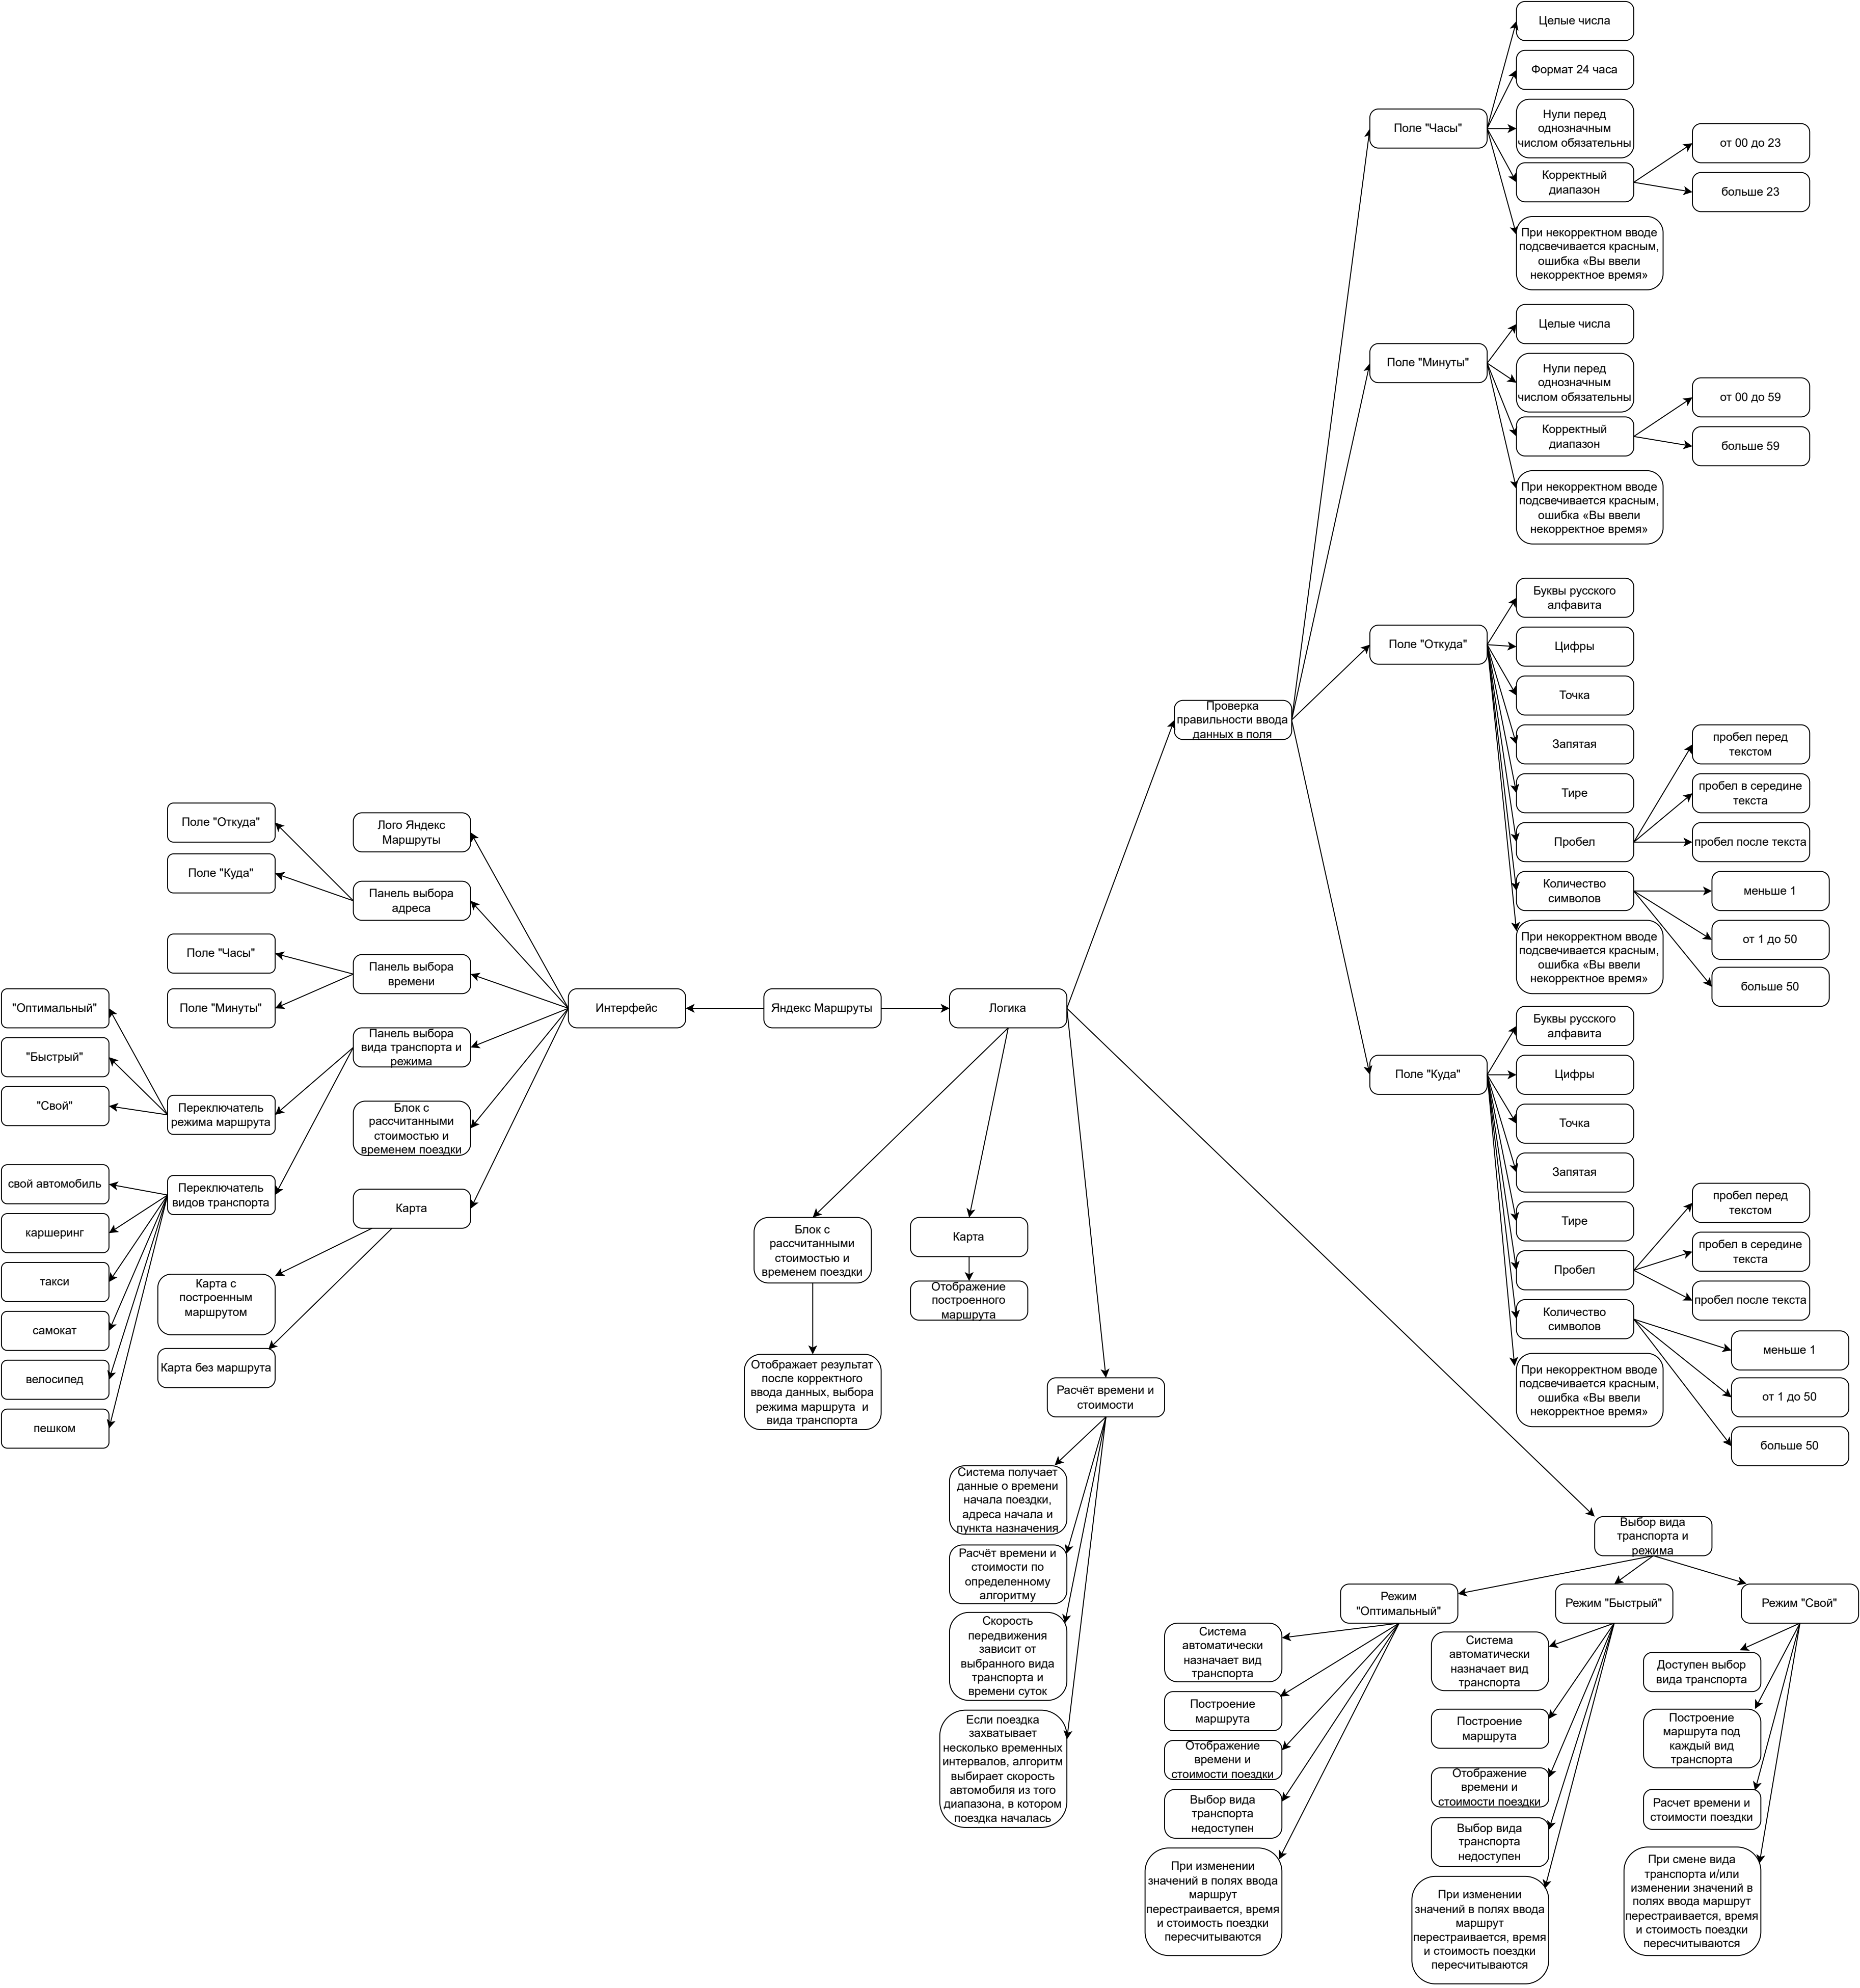 Целые числа
Формат 24 часа
Нули перед
однозначным
числом обязательны
Поле "Часы"
Корректный
диапазон
от 00 до 23
больше 23
При некорректном вводе
подсвечивается красным,
ошибка «Вы ввели
некорректное время»
Целые числа
Поле "Минуты"
Нули перед
однозначным
числом обязательны
Корректный
диапазон
от 00 до 59
больше 59
При некорректном вводе
подсвечивается красным,
ошибка «Вы ввели
некорректное время»
Буквы русского
алфавита
Поле "Откуда"
Цифры
Точка
Запятая
Тире
Пробел
пробел перед
текстом
пробел в середине
текста
пробел после текста
Количество
символов
меньше 1
от 1 до 50
больше 50
При некорректном вводе
подсвечивается красным,
ошибка «Вы ввели
некорректное время»
Проверка
правильности ввода
данных в поля
Буквы русского
алфавита
Поле "Куда"
Цифры
Точка
Запятая
Тире
Пробел
пробел перед
текстом
пробел в середине
текста
пробел после текста
Количество
символов
меньше 1
от 1 до 50
больше 50
При некорректном вводе
подсвечивается красным,
ошибка «Вы ввели
некорректное время»
Поле "Откуда"
Лого Яндекс
Маршруты
Поле "Куда"
Панель выбора
адреса
Поле "Часы"
Панель выбора
времени
Поле "Минуты"
"Оптимальный"
"Быстрый"
"Свой"
Панель выбора
вида транспорта и
режима
Интерфейс
Яндекс Маршруты
Логика
Переключатель
режима маршрута
Блок с
рассчитанными
стоимостью и
временем поездки
Переключатель
видов транспорта
свой автомобиль
каршеринг
такси
самокат
велосипед
пешком
Карта
Карта с
построенным
маршрутом
Карта без маршрута
Блок с
рассчитанными
стоимостью и
временем поездки
Карта
Отображение
построенного
маршрута
Отображает результат
после корректного
ввода данных, выбора
режима маршрута  и
вида транспорта
Расчёт времени и
стоимости
Система получает
данные о времени
начала поездки,
адреса начала и
пункта назначения
Расчёт времени и
стоимости по
определенному
алгоритму
Скорость
передвижения
зависит от
выбранного вида
транспорта и
времени суток
Если поездка
захватывает
несколько временных
интервалов, алгоритм
выбирает скорость
автомобиля из того
диапазона, в котором
поездка началась
Выбор вида
транспорта и
режима
Режим
"Оптимальный"
Режим "Быстрый"
Режим "Свой"
Система
автоматически
назначает вид
транспорта
Построение
маршрута
Отображение
времени и
стоимости поездки
Выбор вида
транспорта
недоступен
При изменении
значений в полях ввода
маршрут
перестраивается, время
и стоимость поездки
пересчитываются
Система
автоматически
назначает вид
транспорта
Построение
маршрута
Отображение
времени и
стоимости поездки
Выбор вида
транспорта
недоступен
При изменении
значений в полях ввода
маршрут
перестраивается, время
и стоимость поездки
пересчитываются
Доступен выбор
вида транспорта
Построение
маршрута под
каждый вид
транспорта
Расчет времени и
стоимости поездки
При смене вида
транспорта и/или
изменении значений в
полях ввода маршрут
перестраивается, время
и стоимость поездки
пересчитываются